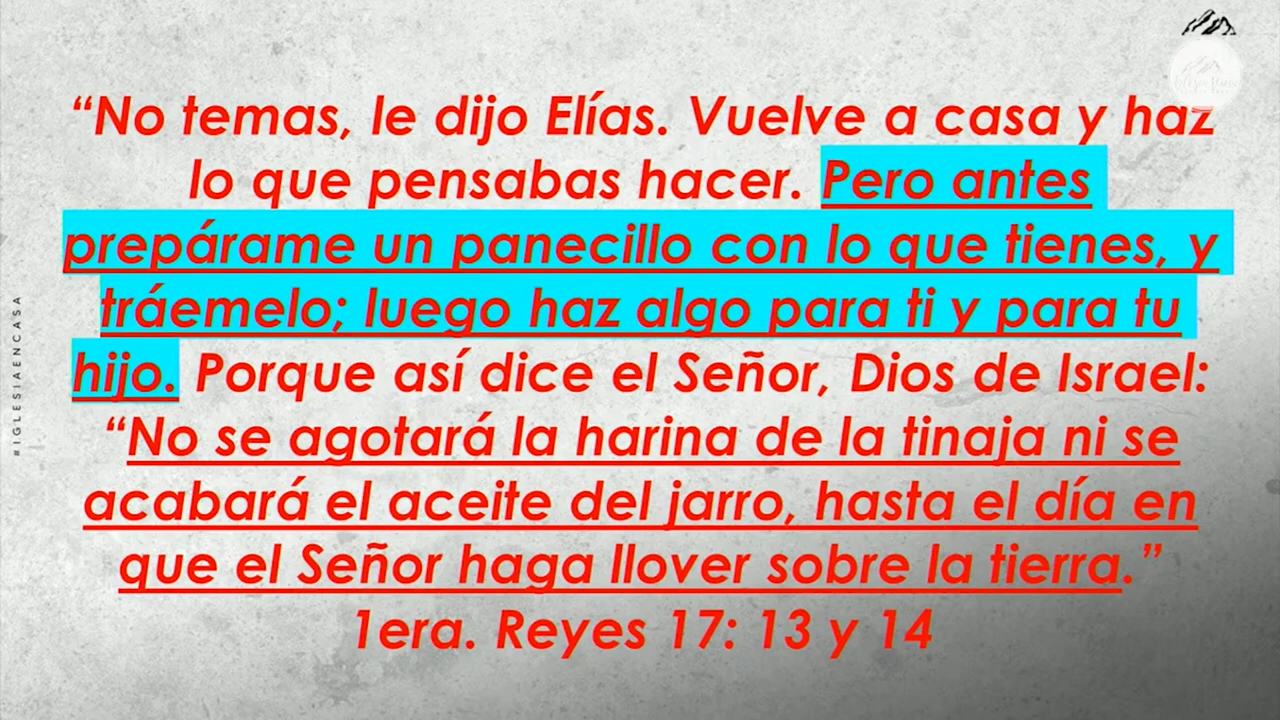 “No temas, le dijo Elías. Vuelve a casa y haz
lo que pensabas hacer. Pero antes
prepárame un panecillo con lo que tienes, y
tráemelo; luego haz algo para ti y para tu
hijo. Porque así dice el Señor, Dios de Israel:
“No se agotará la harina de la tinaja ni se
acabará el aceite del jarro, hasta el día en
que el Señor haga llover sobre la tierra.”
1era. Reyes 17: 13 y 14
#IGLESIAENCASA